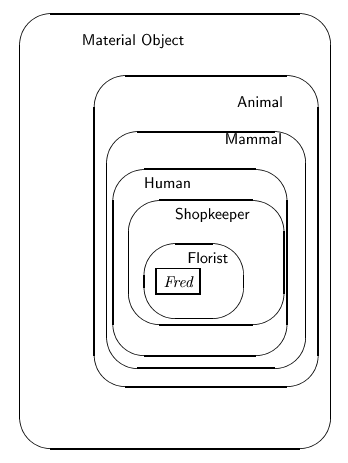 Material Object
Animal
Mammal
Human
Shopkeeper
Florist
Fred